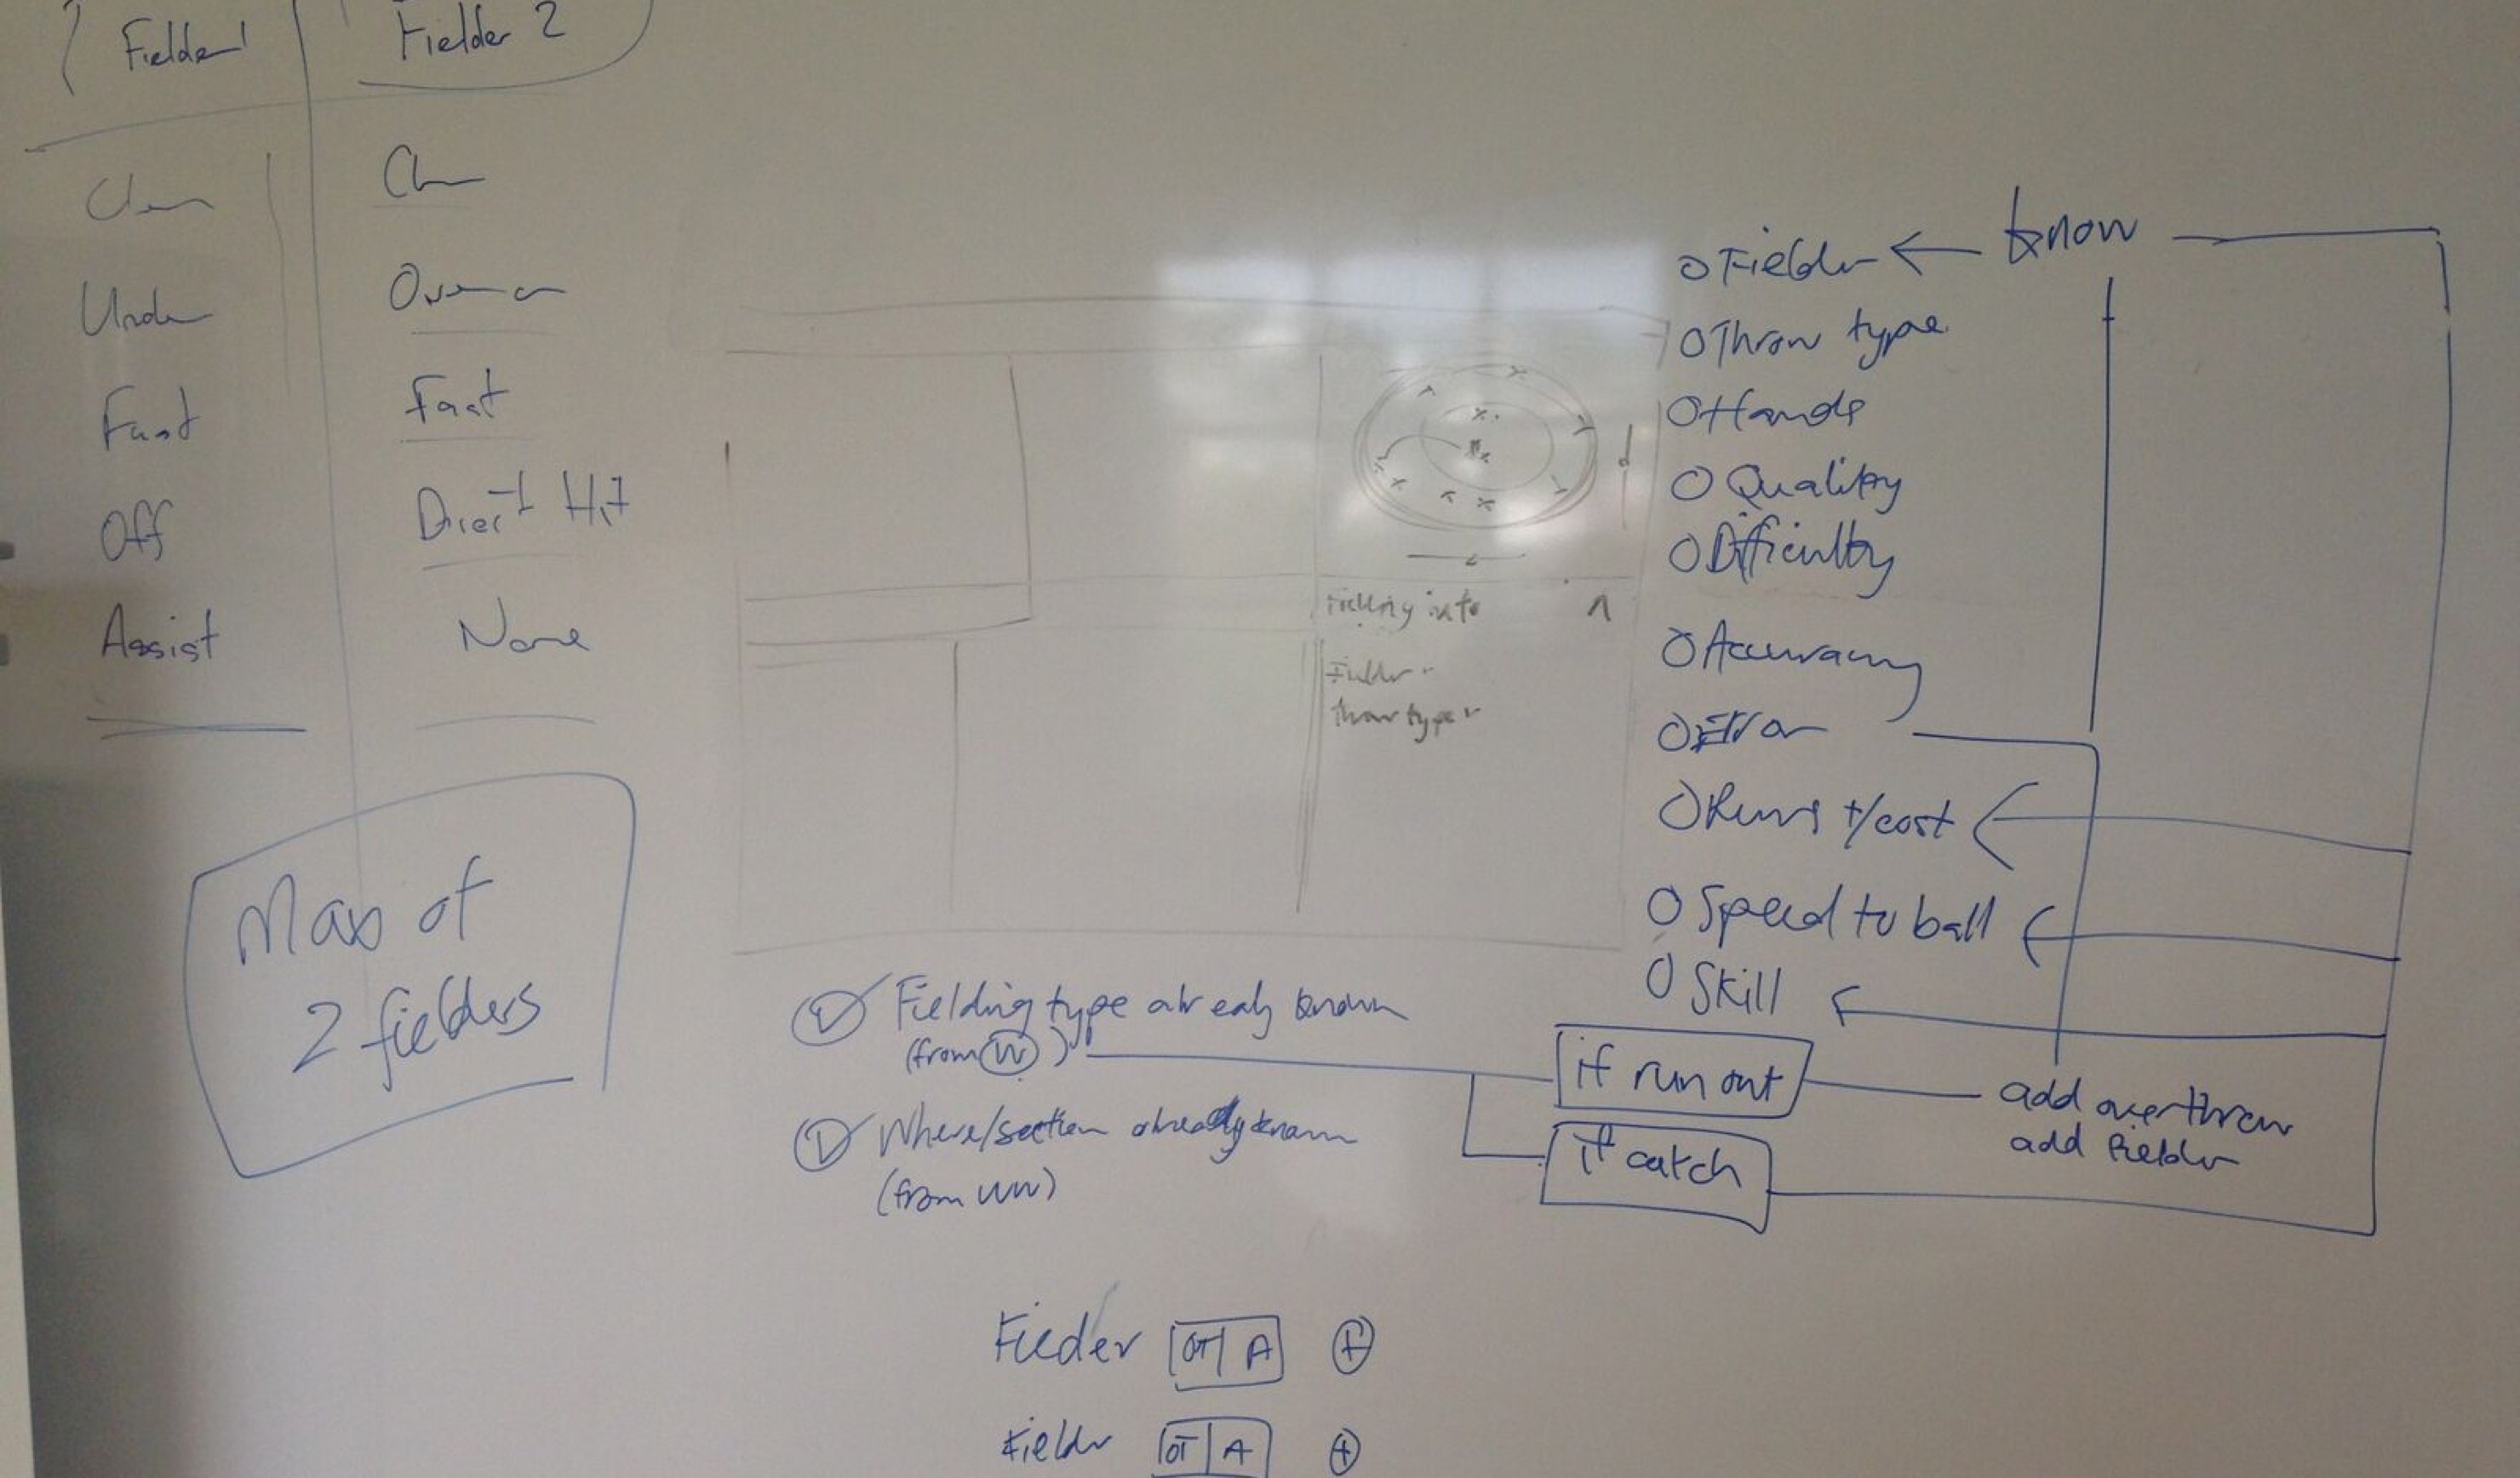 Fielder 1
Fielder 2
Clean
Clean
Under
Over
Fast
Fast
Off
Direct Hit
Assist
None
Max of
2 fielders
Fielding info
Fielder
throw type
Fielder
know
Throw type
Hands
Quality
Difficulty
Accuracy
Error
Runs +/cost
Speed to ball
Skill
Fielding type already known
(from W)
Where/section already known
(from WW)
if run out
if catch
add overthrow
add fielder
Fieder OT A +
Fielder OT A +